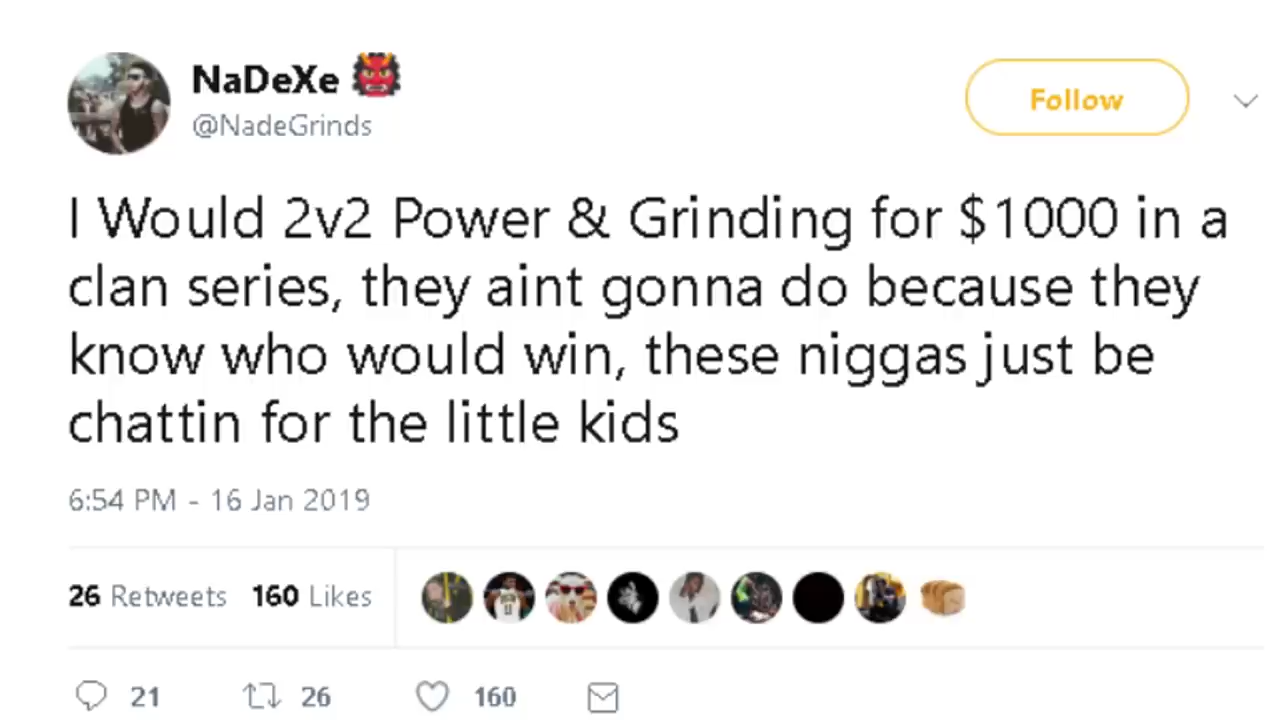 NaDeXe 👹
@NadeGrinds
Follow
I Would 2v2 Power & Grinding for $1000 in a
clan series, they aint gonna do because they
know who would win, these niggas just be
chattin for the little kids
6:54 PM - 16 Jan 2019
26 Retweets 160 Likes
21 26 160